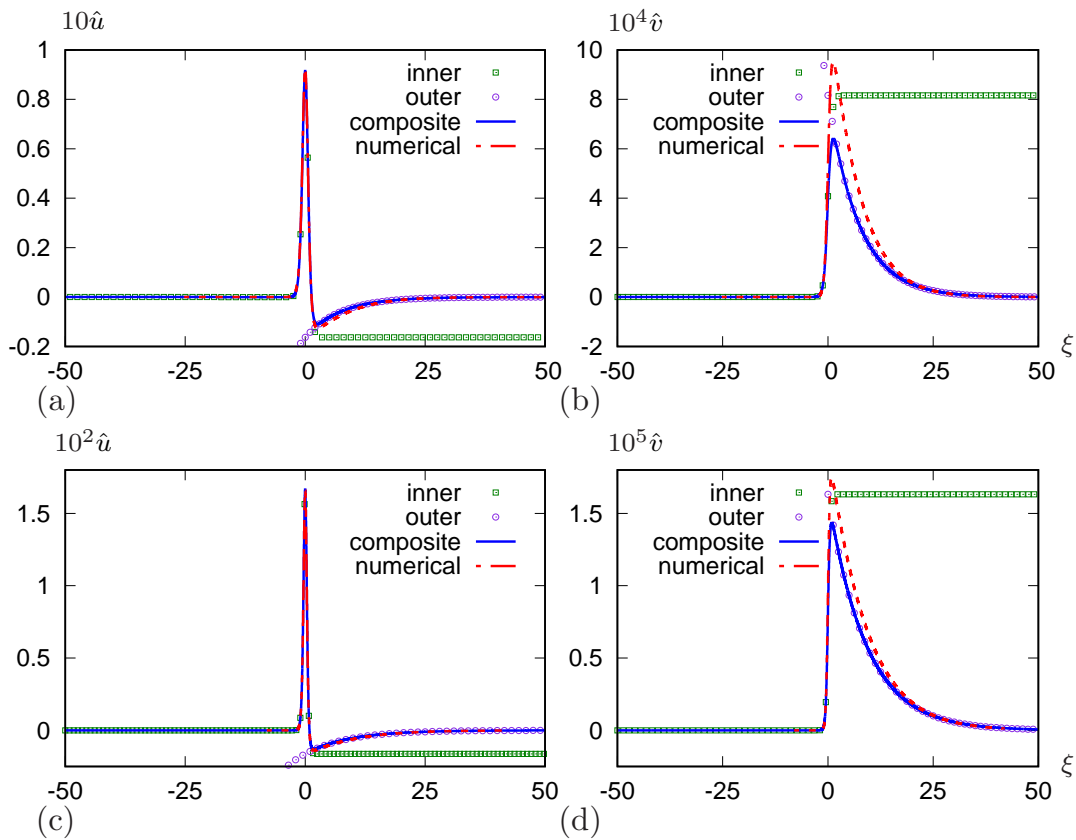 10û
1
0.8
0.6
0.4
0.2
0
-0.2
inner
outer
composite
numerical
-50 -25 0 25 50
(a)
10⁴v̂
10
8
6
4
2
0
-2
inner
outer
composite
numerical
-50 -25 0 25 50
ξ
(b)
10²û
1.5
1
0.5
0
inner
outer
composite
numerical
-50 -25 0 25 50
(c)
10⁵v̂
1.5
1
0.5
0
inner
outer
composite
numerical
-50 -25 0 25 50
ξ
(d)